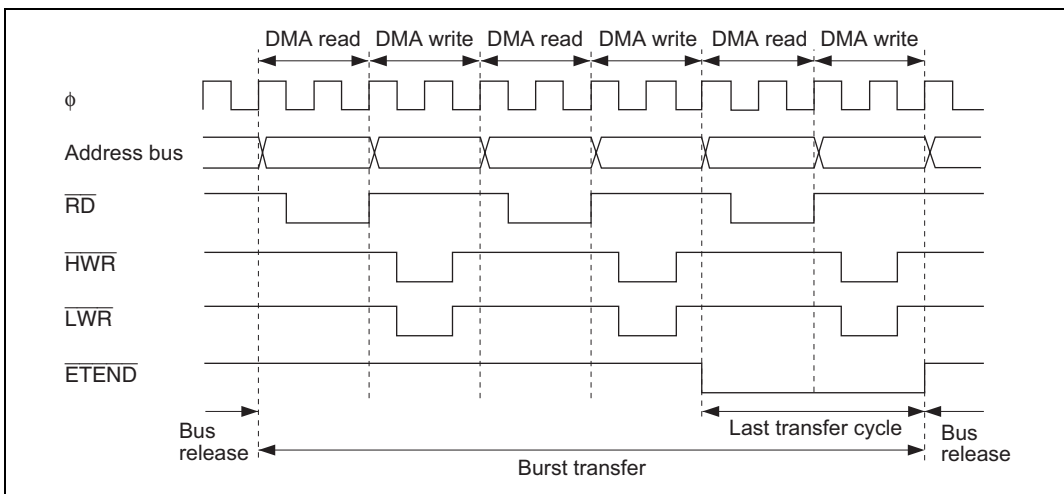 DMA read DMA write DMA read DMA write DMA read DMA write
ϕ
Address bus
RD
HWR
LWR
ETEND
Bus release
Last transfer cycle
Bus release
Burst transfer